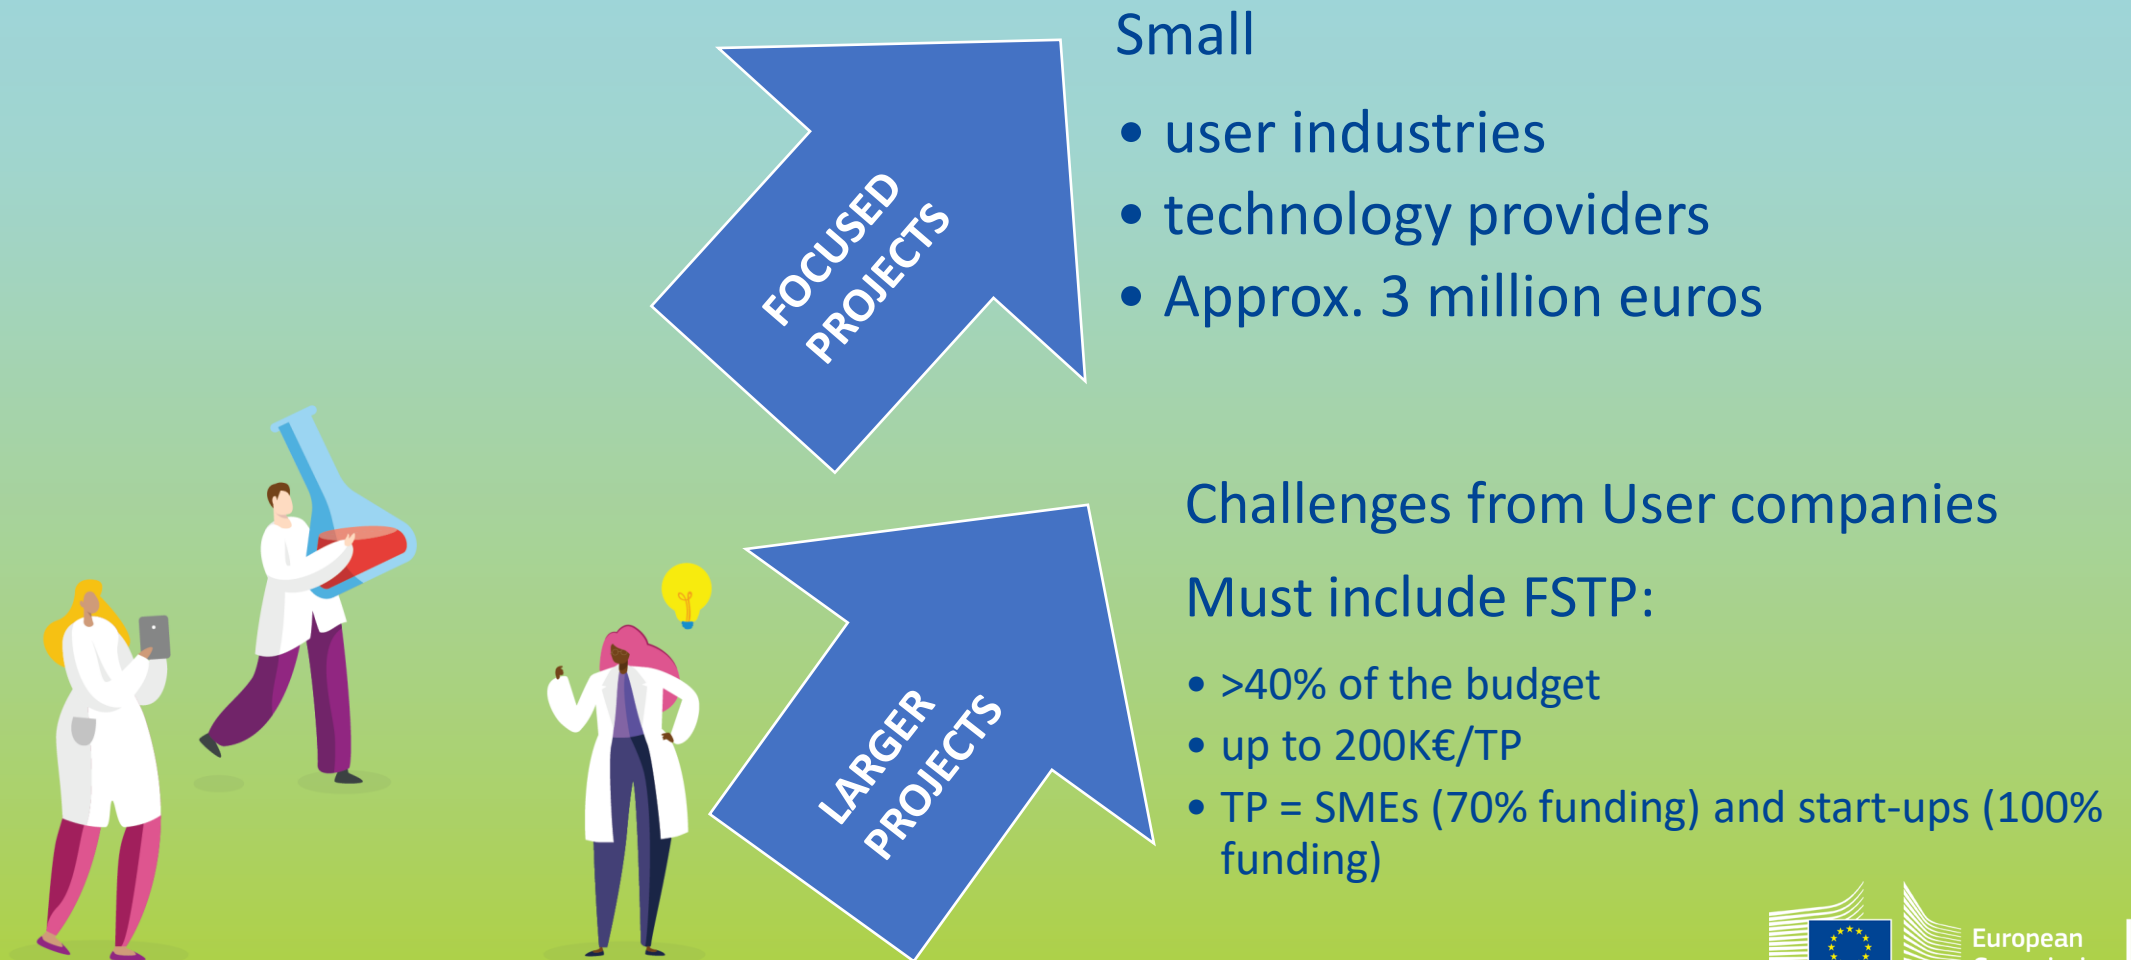 Small
• user industries
• technology providers
• Approx. 3 million euros
FOCUSED
PROJECTS
Challenges from User companies
Must include FSTP:
• >40% of the budget
• up to 200K€/TP
• TP = SMEs (70% funding) and start-ups (100%
funding)
LARGER
PROJECTS
European